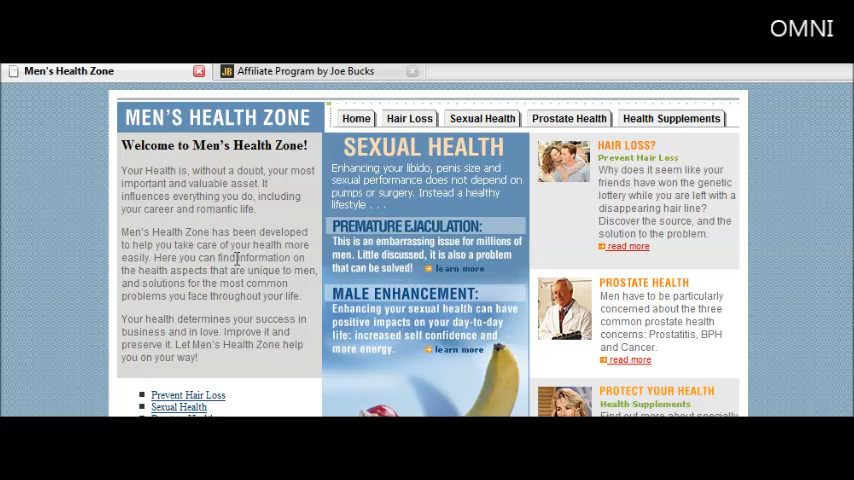 OMNI
Men's Health Zone
Affiliate Program by Joe Bucks
MEN'S HEALTH ZONE
Home
Hair Loss
Sexual Health
Prostate Health
Health Supplements
Welcome to Men's Health Zone!
Your Health is, without a doubt, your most
important and valuable asset. It
influences everything you do, including
your career and romantic life.
Men's Health Zone has been developed
to help you take care of your health more
easily. Here you can find information on
the health aspects that are unique to men,
and solutions for the most common
problems you face throughout your life.
Your health determines your success in
business and in love. Improve it and
preserve it. Let Men's Health Zone help
you on your way!
Prevent Hair Loss
Sexual Health
SEXUAL HEALTH
Enhancing your libido, penis size and
sexual performance does not depend on
pumps or surgery. Instead a healthy
lifestyle . . .
PREMATURE EJACULATION:
This is an embarrassing issue for millions of
men. Little discussed, it is also a problem
that can be solved!
learn more
MALE ENHANCEMENT:
Enhancing your sexual health can have
positive impacts on your day-to-day
life: increased self confidence and
more energy.
learn more
HAIR LOSS?
Prevent Hair Loss
Why does it seem like your
friends have won the genetic
lottery while you are left with a
disappearing hair line?
Discover the source, and the
solution to the problem.
read more
PROSTATE HEALTH
Men have to be particularly
concerned about the three
common prostate health
concerns: Prostatitis, BPH
and Cancer.
read more
PROTECT YOUR HEALTH
Health Supplements
Find out more about specially